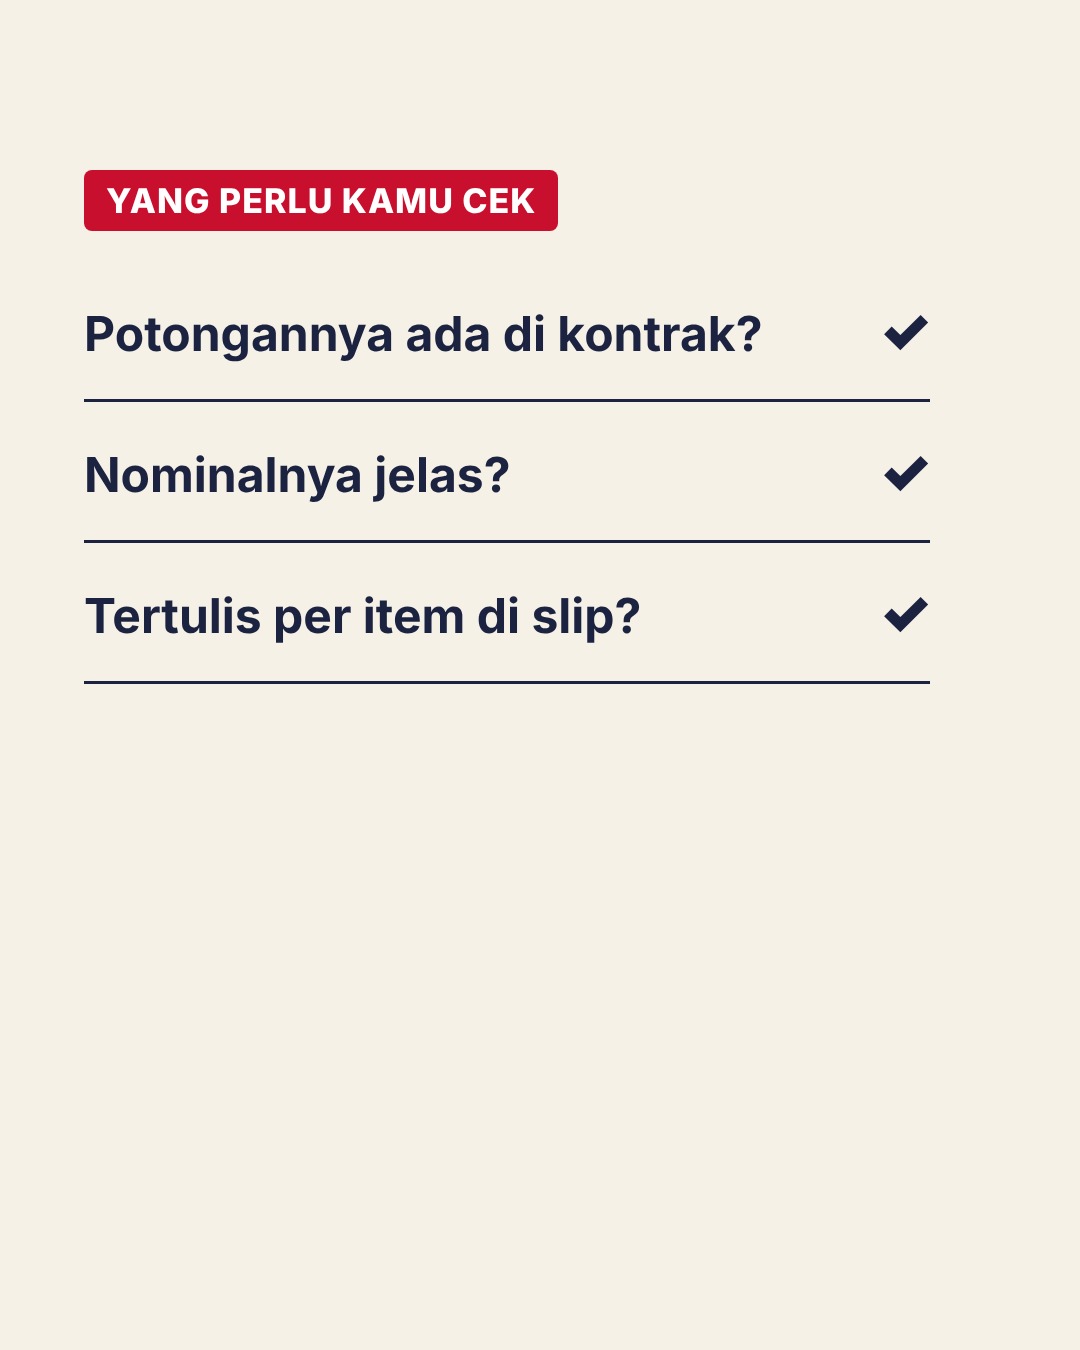 YANG PERLU KAMU CEK
Potongannya ada di kontrak?
Nominalnya jelas?
Tertulis per item di slip?